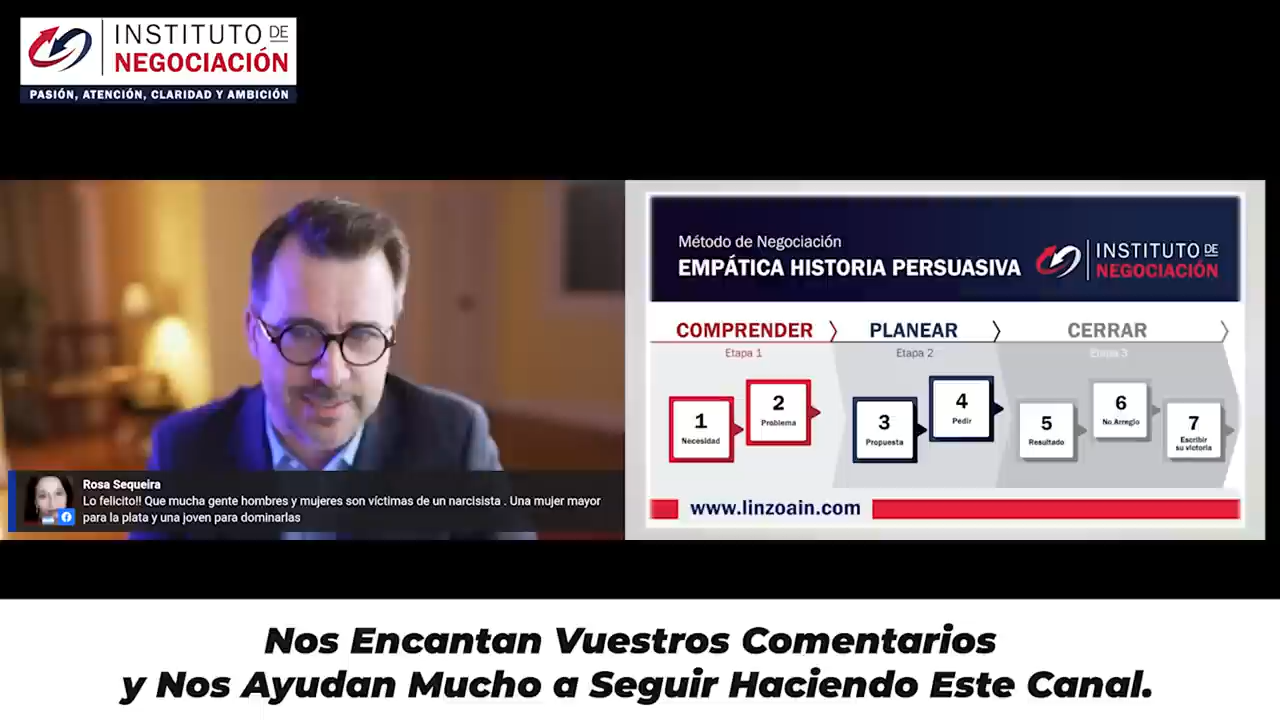 INSTITUTO DE
NEGOCIACIÓN
PASIÓN, ATENCIÓN, CLARIDAD Y AMBICIÓN
Rosa Sequeira
Lo felicito!! Que mucha gente hombres y mujeres son víctimas de un narcisista . Una mujer mayor
para la plata y una joven para dominarlas
Método de Negociación
EMPÁTICA HISTORIA PERSUASIVA
INSTITUTO DE
NEGOCIACIÓN
COMPRENDER
Etapa 1
PLANEAR
Etapa 2
CERRAR
Etapa 3
1
Necesidad
2
Problema
3
Propuesta
4
Pedir
5
Resultado
6
No.Arreglo
7
Escribir
su victoria
www.linzoain.com
Nos Encantan Vuestros Comentarios
y Nos Ayudan Mucho a Seguir Haciendo Este Canal.